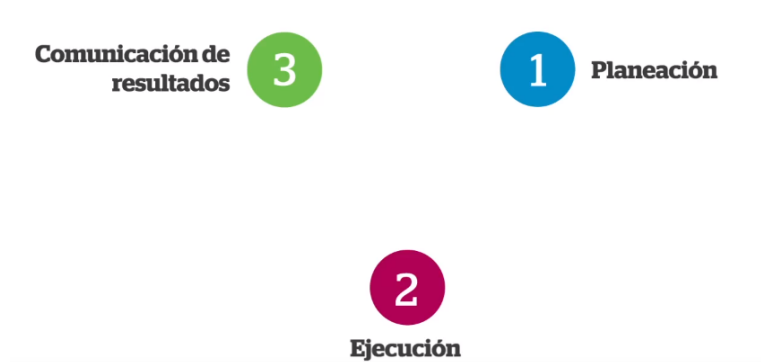 Comunicación de
resultados
3
1
Planeación
2
Ejecución